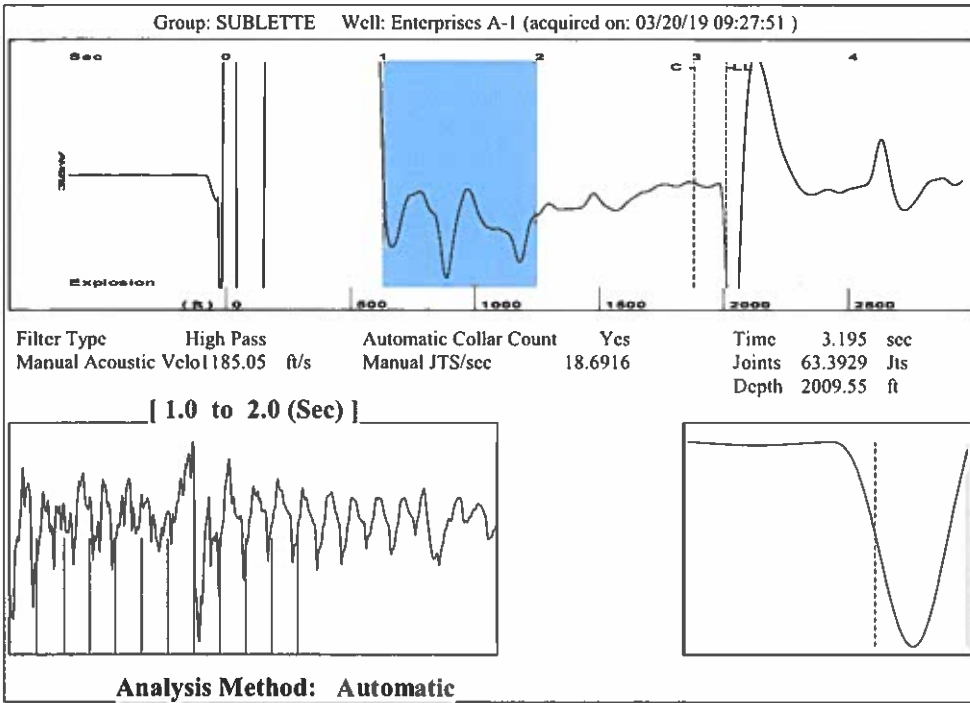 Group: SUBLETTE Well: Enterprises A-1 (acquired on: 03/20/19 09:27:51 )
Sec 0 1 2 3 4
C LL
Explosion
(ft) 0 500 1000 1500 2000 2500
Filter Type High Pass Automatic Collar Count Yes Time 3.195 sec
Manual Acoustic Velo1185.05 ft/s Manual JTS/sec 18.6916 Joints 63.3929 Jts
Depth 2009.55 ft
[ 1.0 to 2.0 (Sec) ]
Analysis Method: Automatic